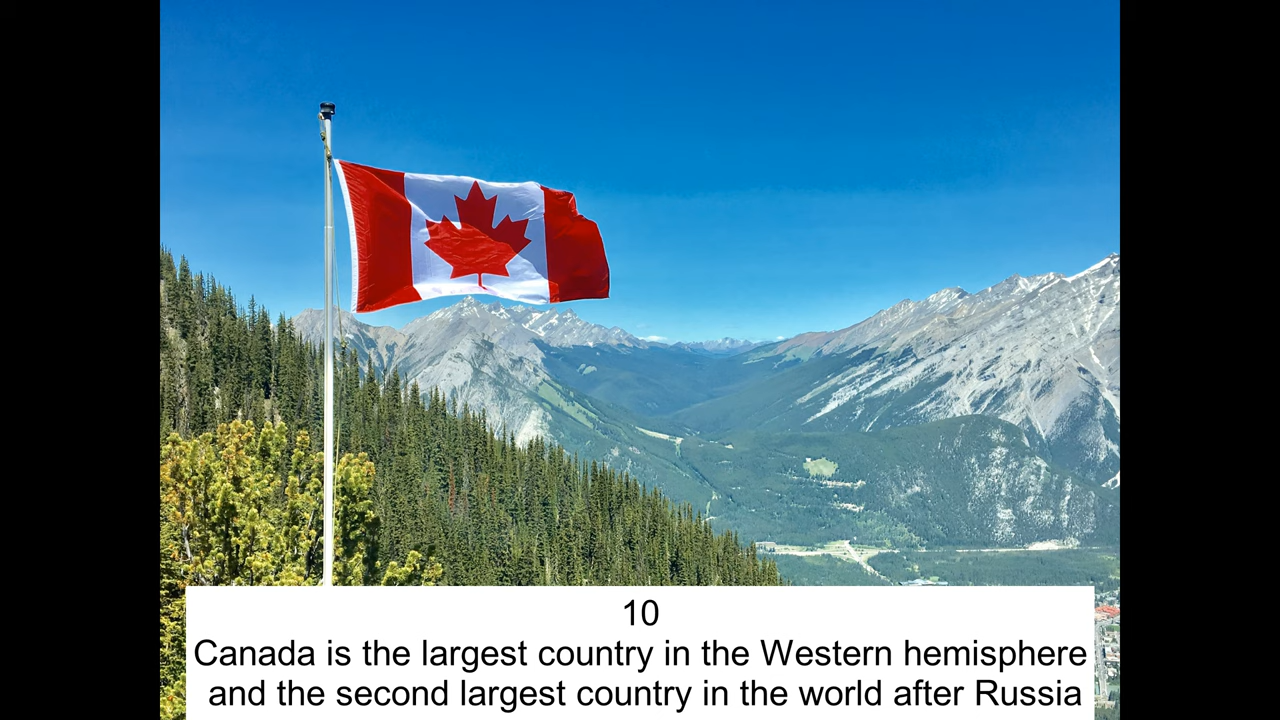 10
Canada is the largest country in the Western hemisphere
and the second largest country in the world after Russia